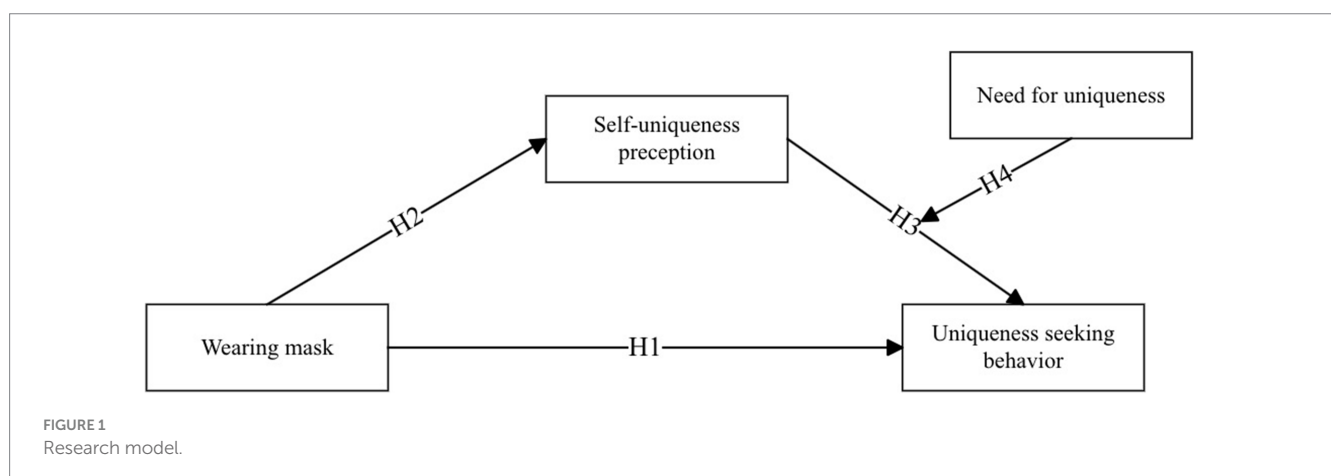 Need for uniqueness
Self-uniqueness
preception
H4
H2
H3
Wearing mask
H1
Uniqueness seeking
behavior
FIGURE 1
Research model.